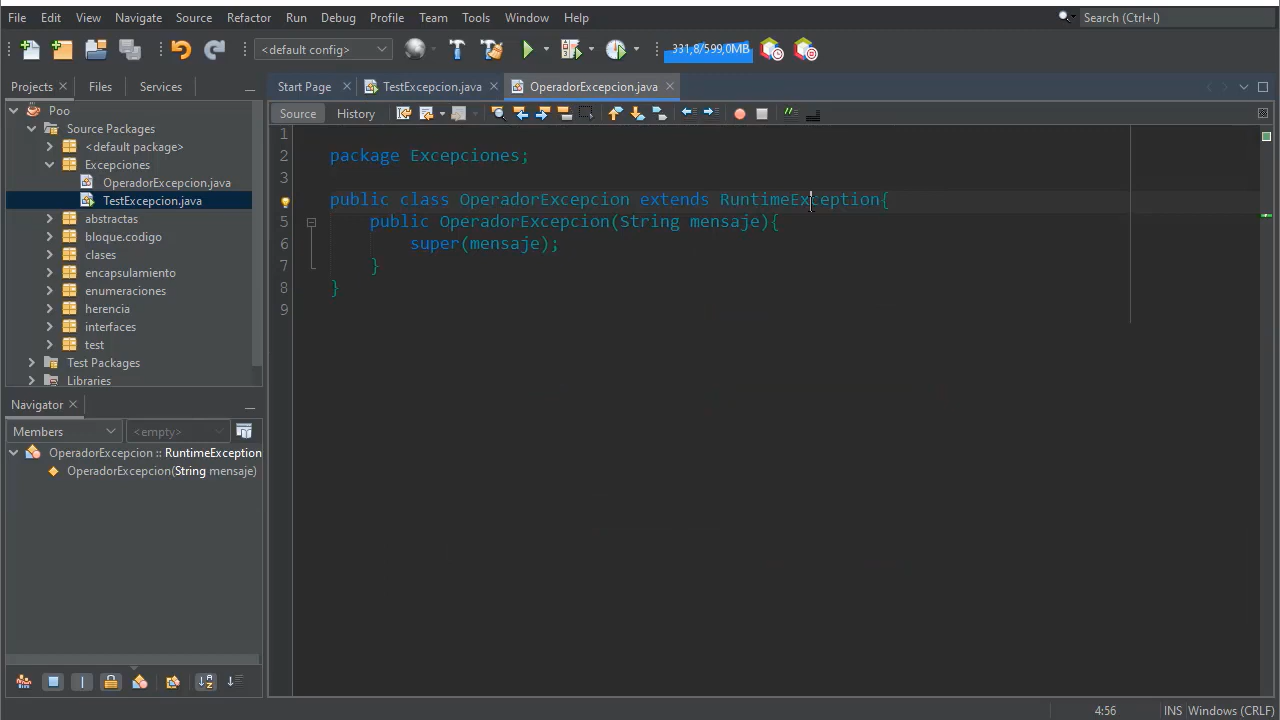 File Edit View Navigate Source Refactor Run Debug Profile Team Tools Window Help Search (Ctrl+I)
<default config> 331,8/599,0MB
Projects Files Services Start Page TestExcepcion.java OperadorExcepcion.java
Source History
Poo
Source Packages
<default package>
Excepciones
OperadorExcepcion.java
TestExcepcion.java
abstractas
bloque.codigo
clases
encapsulamiento
enumeraciones
herencia
interfaces
test
Test Packages
Libraries
1
2 package Excepciones;
3
public class OperadorExcepcion extends RuntimeException{
5 public OperadorExcepcion(String mensaje){
6 super(mensaje);
7 }
8 }
9
Navigator
Members <empty>
OperadorExcepcion :: RuntimeException
OperadorExcepcion(String mensaje)
4:56 INS Windows (CRLF)